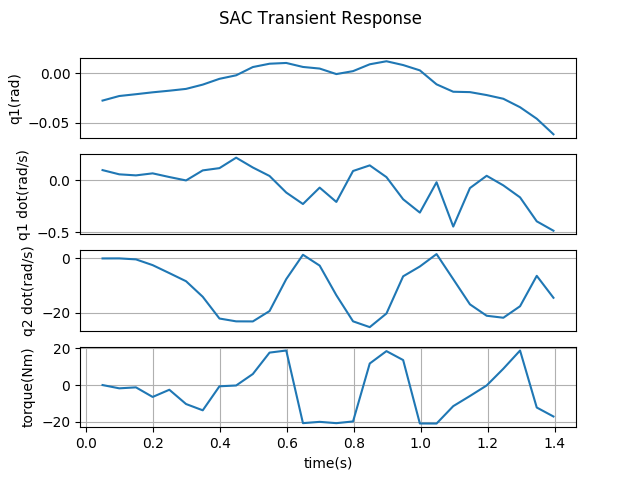 SAC Transient Response
0.00
−0.05
q1(rad)
0.0
−0.5
q1 dot(rad/s)
0
−20
q2 dot(rad/s)
20
0
−20
torque(Nm)
0.0 0.2 0.4 0.6 0.8 1.0 1.2 1.4
time(s)